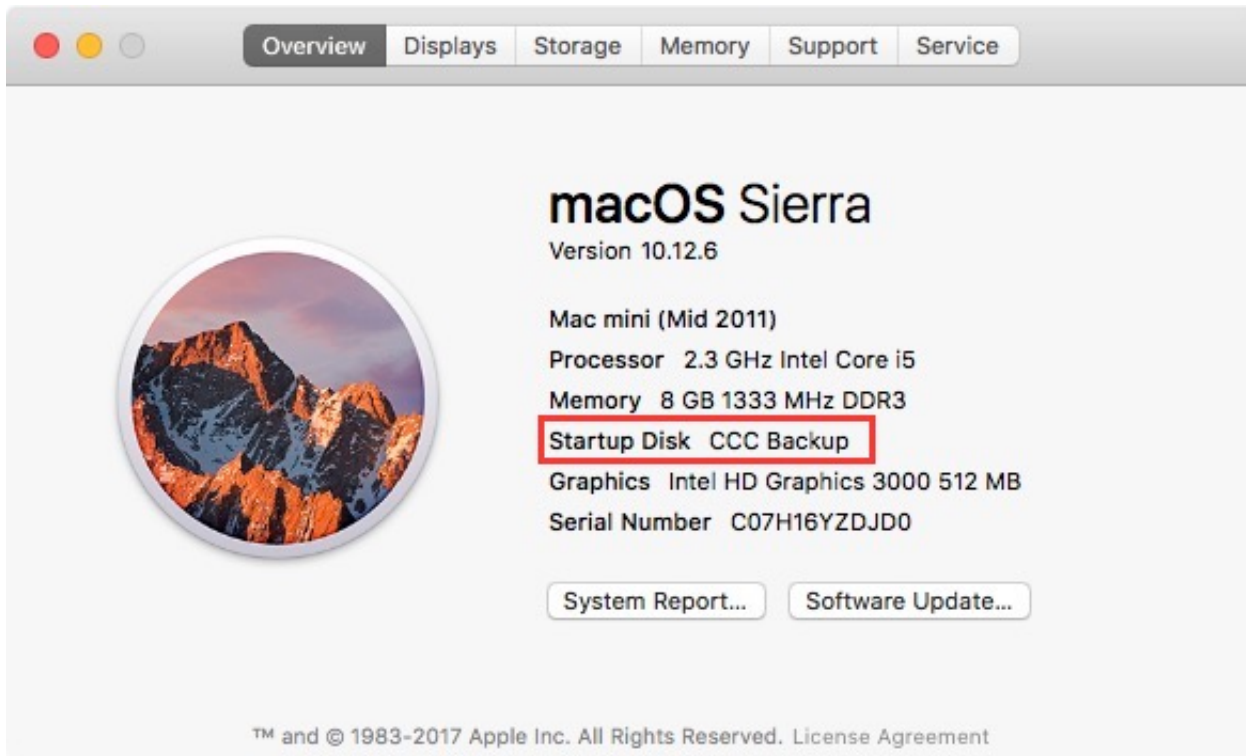 Overview Displays Storage Memory Support Service
macOS Sierra
Version 10.12.6
Mac mini (Mid 2011)
Processor 2.3 GHz Intel Core i5
Memory 8 GB 1333 MHz DDR3
Startup Disk CCC Backup
Graphics Intel HD Graphics 3000 512 MB
Serial Number C07H16YZDJD0
System Report... Software Update...
™ and © 1983-2017 Apple Inc. All Rights Reserved. License Agreement